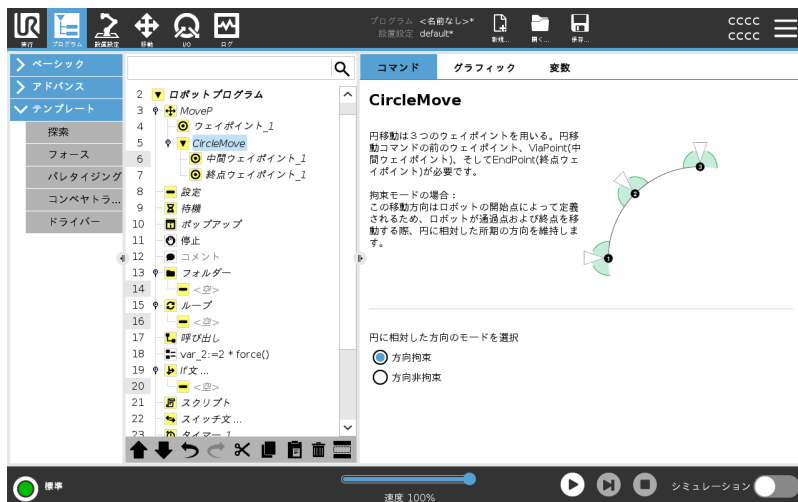 UR
実行
プログラム
設置設定
移動
I/O
ログ
プログラム <名前なし>*
設置設定 default*
新規...
開く...
保存...
CCCC
CCCC
ベーシック
アドバンス
テンプレート
探索
フォース
パレタイジング
コンベヤトラ...
ドライバー
2 ロボットプログラム
3 MoveP
4 ウェイポイント_1
5 CircleMove
6 中間ウェイポイント_1
7 終点ウェイポイント_1
8 設定
9 待機
10 ポップアップ
11 停止
12 コメント
13 フォルダー
14 <空>
15 ループ
16 <空>
17 呼び出し
18 var_2:=2 * force()
19 If文 ...
20 <空>
21 スクリプト
22 スイッチ文 ...
23 タイマー_1
コマンド グラフィック 変数
CircleMove
円移動は３つのウェイポイントを用いる。円移
動コマンドの前のウェイポイント、ViaPoint(中
間ウェイポイント)、そしてEndPoint(終点ウェ
イポイント)が必要です。
拘束モードの場合：
この移動方向はロボットの開始点によって定義
されるため、ロボットが通過点および終点を移
動する際、円に相対した所期の方向を維持しま
す。
3
2
1
円に相対した方向のモードを選択
方向拘束
方向非拘束
標準
速度 100%
シミュレーション